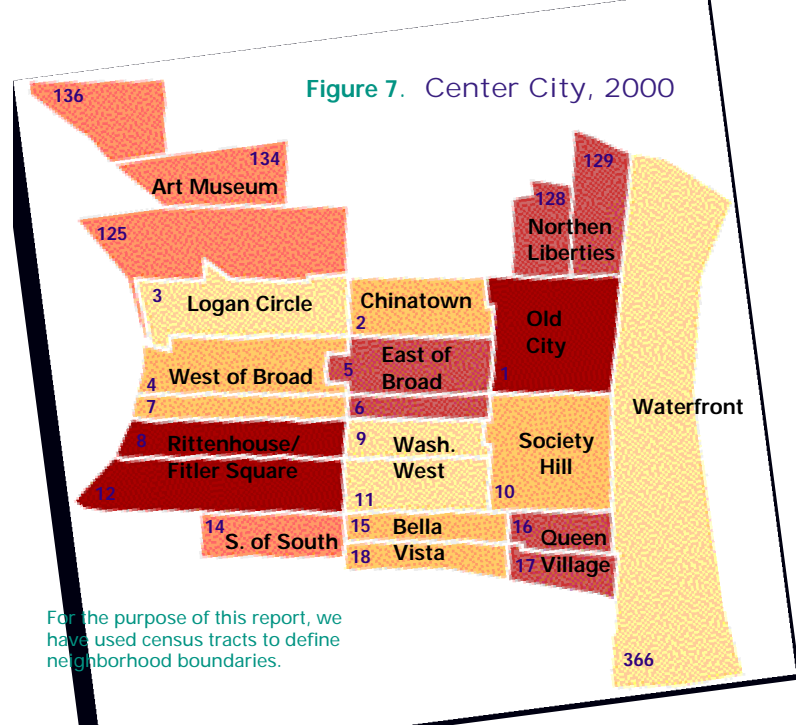 Figure 7. Center City, 2000
136
134
Art Museum
129
128
125
Northen
Liberties
3
Logan Circle
Chinatown
2
Old
City
1
East of
Broad
5
4
West of Broad
7
6
Waterfront
8
Rittenhouse/
Fitler Square
12
9
Wash.
West
11
Society
Hill
10
14
S. of South
15
Bella
Vista
18
16
Queen
Village
17
For the purpose of this report, we
have used census tracts to define
neighborhood boundaries.
366